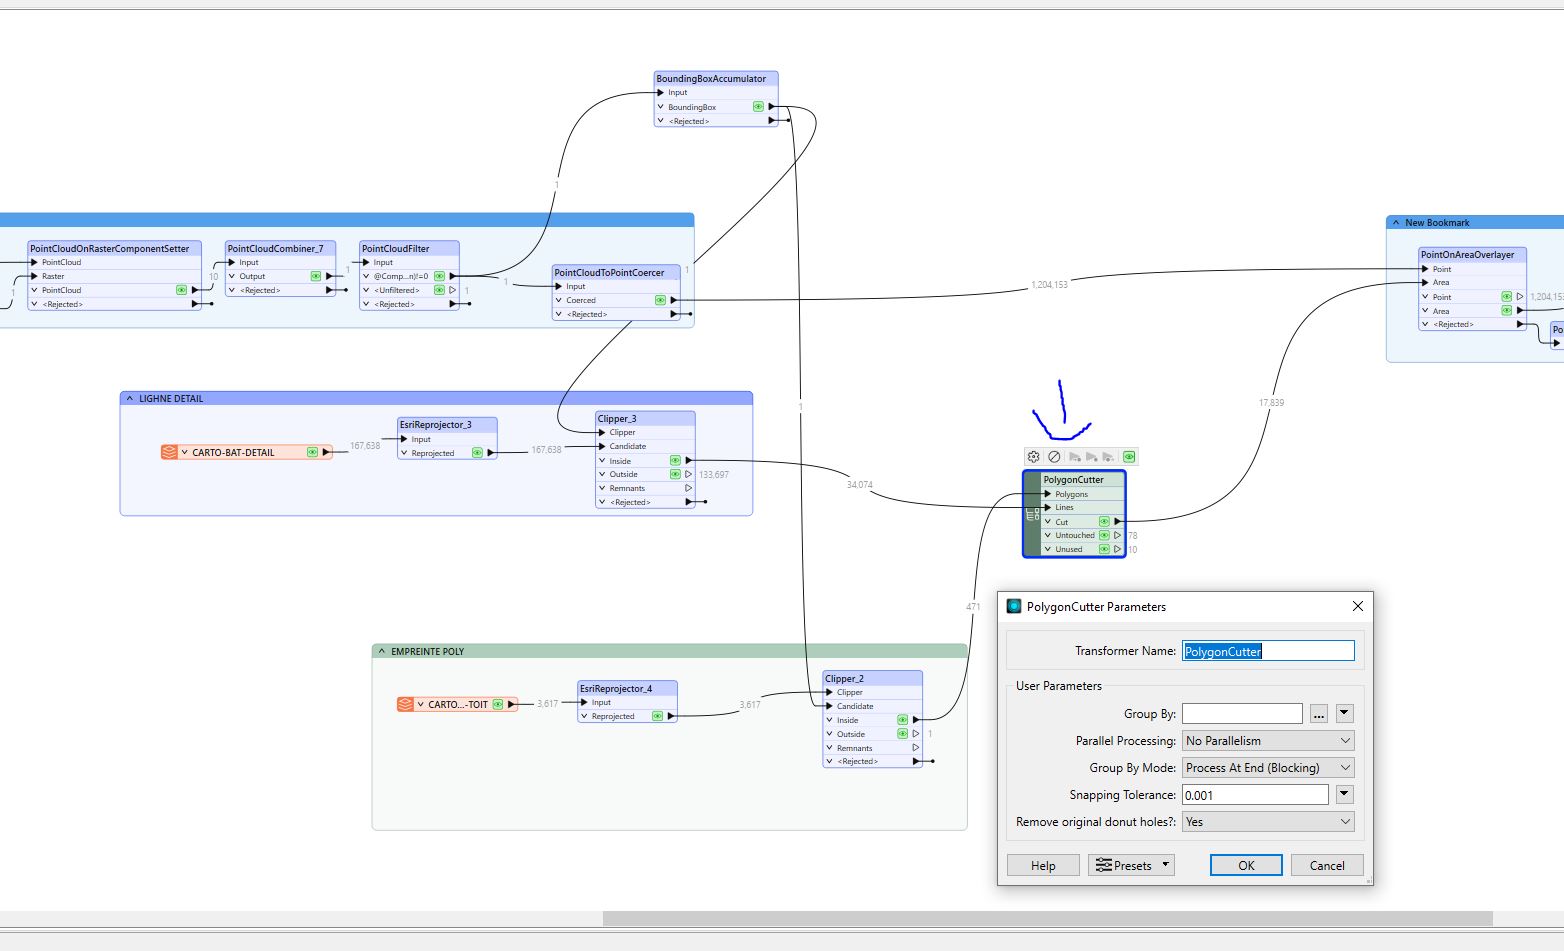 BoundingBoxAccumulator
Input
BoundingBox
<Rejected>
1
PointCloudOnRasterComponentSetter
PointCloud
Raster
PointCloud
<Rejected>
1
10
PointCloudCombiner_7
Input
Output
<Rejected>
1
PointCloudFilter
Input
@Comp...n)!=0
<Unfiltered>
<Rejected>
1
1
PointCloudToPointCoercer
Input
Coerced
<Rejected>
1
1,204,153
New Bookmark
PointOnAreaOverlayer
Point
Area
Point
Area
<Rejected>
1,204,153
Po
LIGHNE DETAIL
CARTO-BAT-DETAIL
167,638
EsriReprojector_3
Input
Reprojected
167,638
Clipper_3
Clipper
Candidate
Inside
Outside
Remnants
<Rejected>
133,697
34,074
1
17,839
PolygonCutter
Polygons
Lines
Cut
Untouched
Unused
78
10
471
EMPREINTE POLY
CARTO...-TOIT
3,617
EsriReprojector_4
Input
Reprojected
3,617
Clipper_2
Clipper
Candidate
Inside
Outside
Remnants
<Rejected>
1
PolygonCutter Parameters
Transformer Name: PolygonCutter
User Parameters
Group By:
...
Parallel Processing: No Parallelism
Group By Mode: Process At End (Blocking)
Snapping Tolerance: 0.001
Remove original donut holes?: Yes
Help
Presets
OK
Cancel